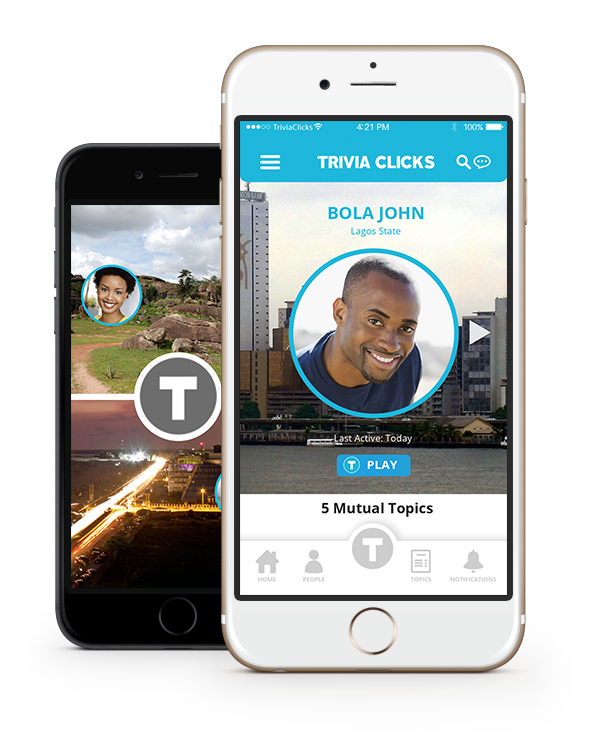 TriviaClicks
4:21 PM
100%
TRIVIA CLICKS
BOLA JOHN
Lagos State
T
Last Active: Today
T PLAY
5 Mutual Topics
T
HOME
PEOPLE
TOPICS
NOTIFICATIONS